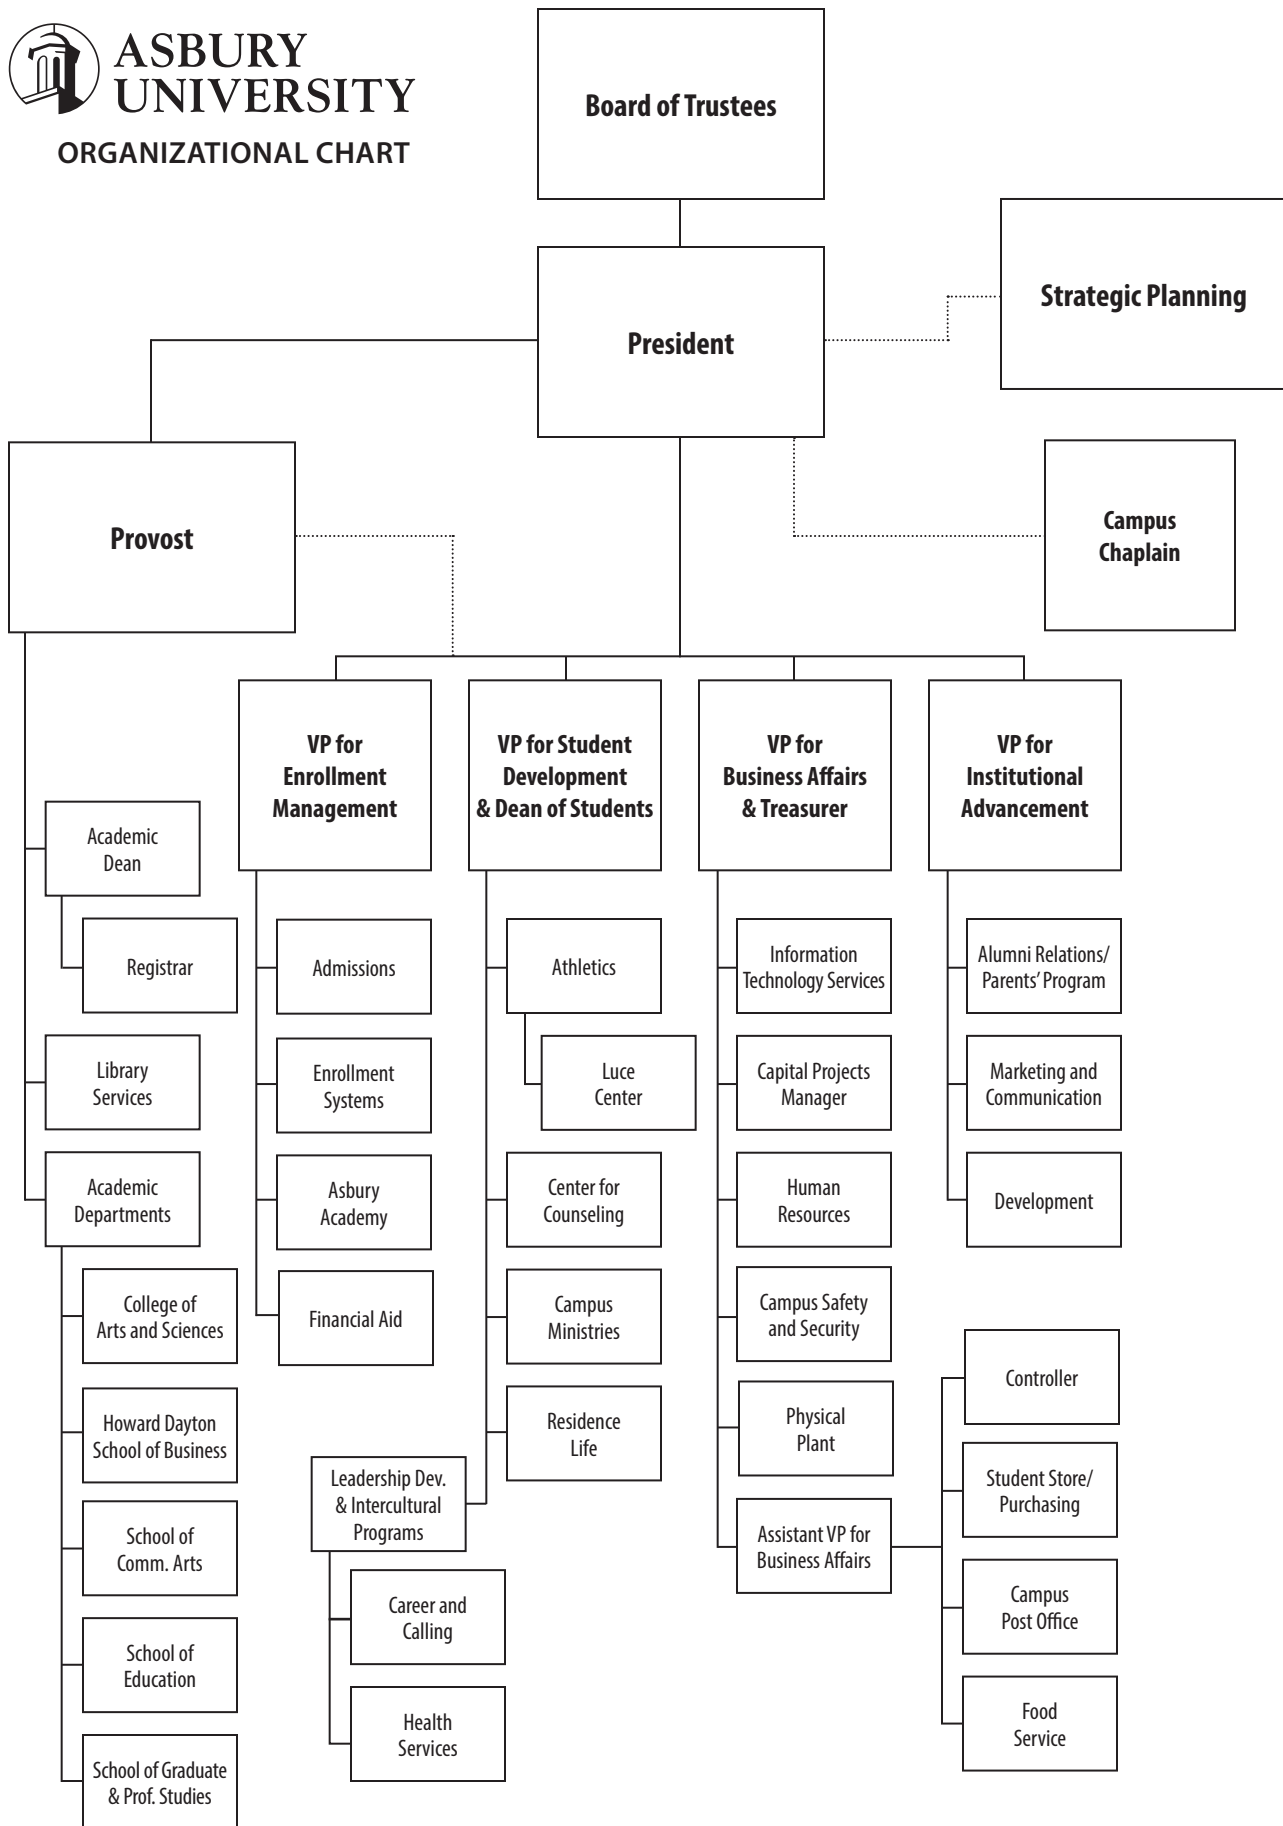 ASBURY
UNIVERSITY
ORGANIZATIONAL CHART
Board of Trustees
Strategic Planning
President
Provost
Campus
Chaplain
VP for
Enrollment
Management
VP for Student
Development
& Dean of Students
VP for
Business Affairs
& Treasurer
VP for
Institutional
Advancement
Academic
Dean
Registrar
Library
Services
Academic
Departments
College of
Arts and Sciences
Howard Dayton
School of Business
School of
Comm. Arts
School of
Education
School of Graduate
& Prof. Studies
Admissions
Enrollment
Systems
Asbury
Academy
Financial Aid
Athletics
Luce
Center
Center for
Counseling
Campus
Ministries
Residence
Life
Leadership Dev.
& Intercultural
Programs
Career and
Calling
Health
Services
Information
Technology Services
Capital Projects
Manager
Human
Resources
Campus Safety
and Security
Physical
Plant
Assistant VP for
Business Affairs
Controller
Student Store/
Purchasing
Campus
Post Office
Food
Service
Alumni Relations/
Parents’ Program
Marketing and
Communication
Development